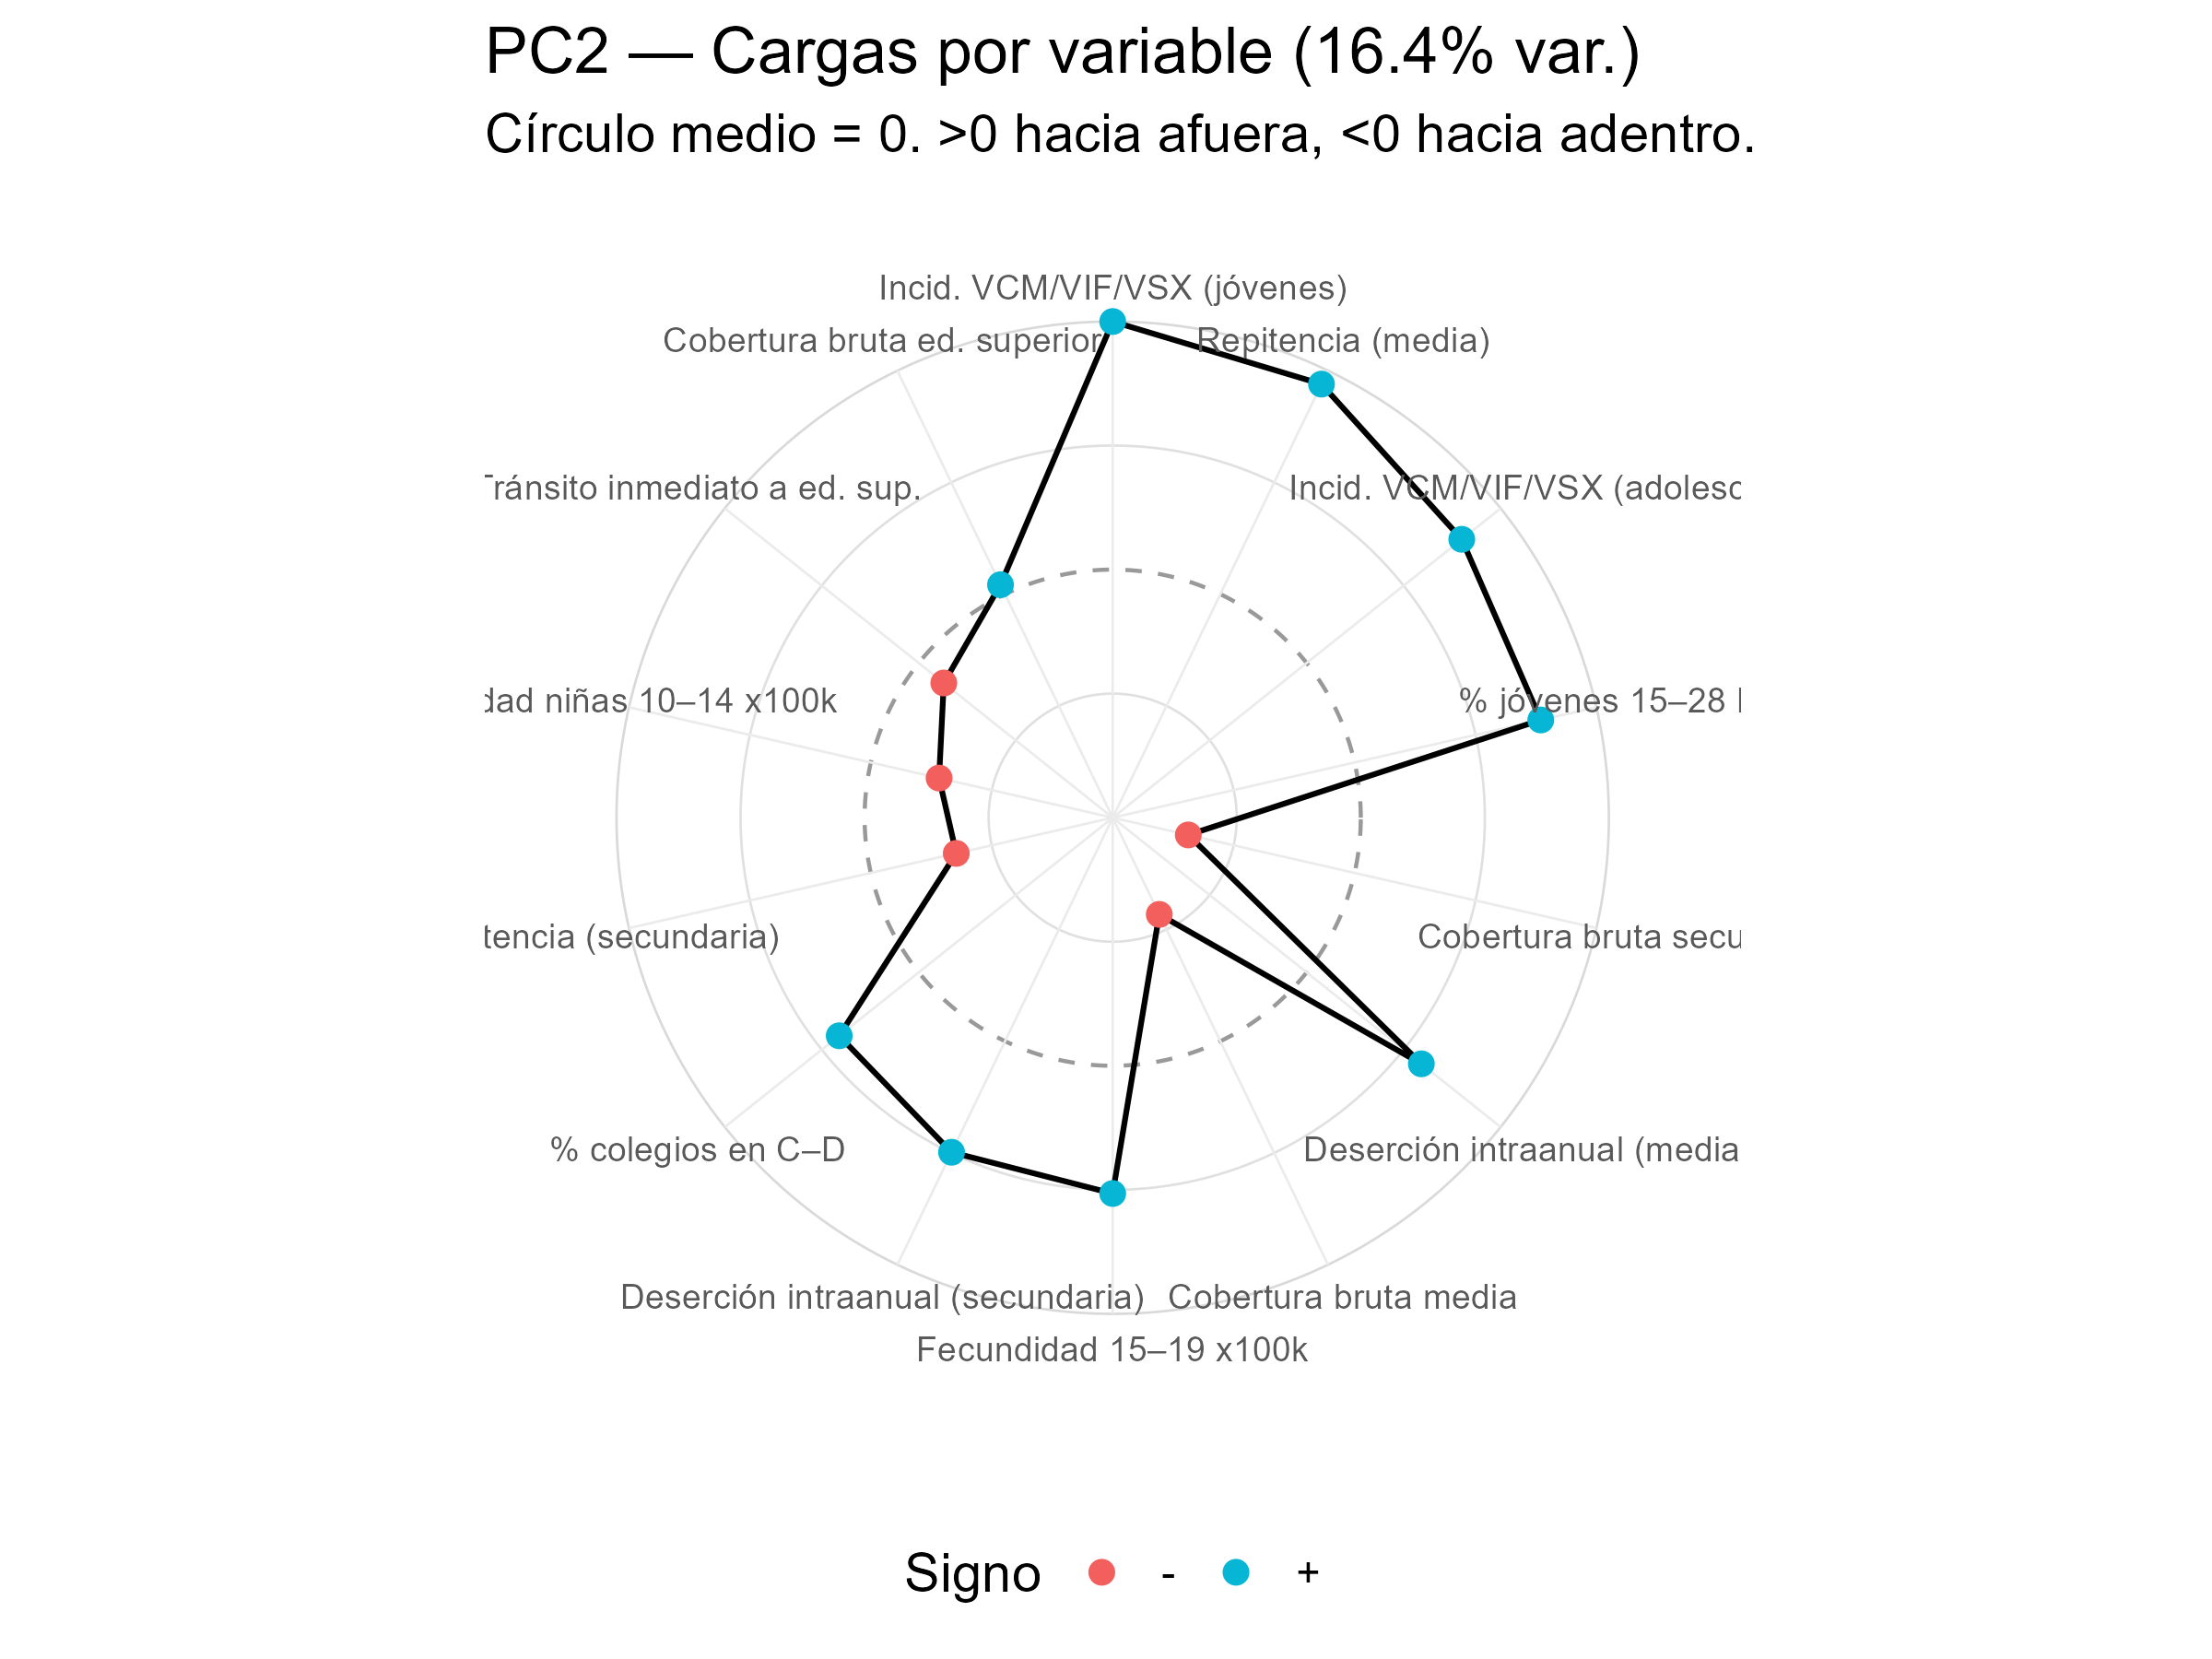 PC2 — Cargas por variable (16.4% var.)
Círculo medio = 0. >0 hacia afuera, <0 hacia adentro.
Incid. VCM/VIF/VSX (jóvenes)
Cobertura bruta ed. superior
Repitencia (media)
Tránsito inmediato a ed. sup.
Incid. VCM/VIF/VSX (adolesc
dad niñas 10–14 x100k
% jóvenes 15–28
tencia (secundaria)
Cobertura bruta secu
% colegios en C–D
Deserción intraanual (media
Deserción intraanual (secundaria)
Cobertura bruta media
Fecundidad 15–19 x100k
Signo - +